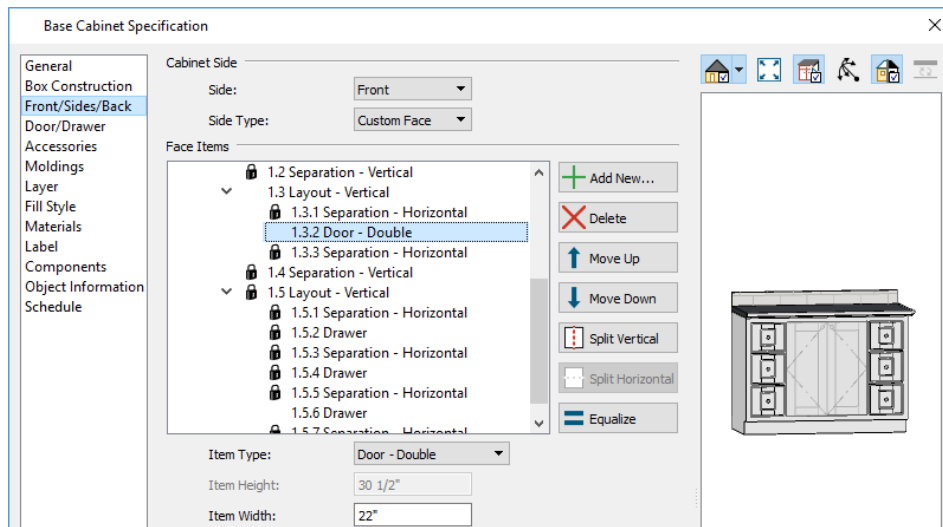 Base Cabinet Specification
General
Box Construction
Front/Sides/Back
Door/Drawer
Accessories
Moldings
Layer
Fill Style
Materials
Label
Components
Object Information
Schedule
Cabinet Side
Side: Front
Side Type: Custom Face
Face Items
1.2 Separation - Vertical
1.3 Layout - Vertical
1.3.1 Separation - Horizontal
1.3.2 Door - Double
1.3.3 Separation - Horizontal
1.4 Separation - Vertical
1.5 Layout - Vertical
1.5.1 Separation - Horizontal
1.5.2 Drawer
1.5.3 Separation - Horizontal
1.5.4 Drawer
1.5.5 Separation - Horizontal
1.5.6 Drawer
1.5.7 Separation - Horizontal
Add New...
Delete
Move Up
Move Down
Split Vertical
Split Horizontal
Equalize
Item Type: Door - Double
Item Height: 30 1/2"
Item Width: 22"